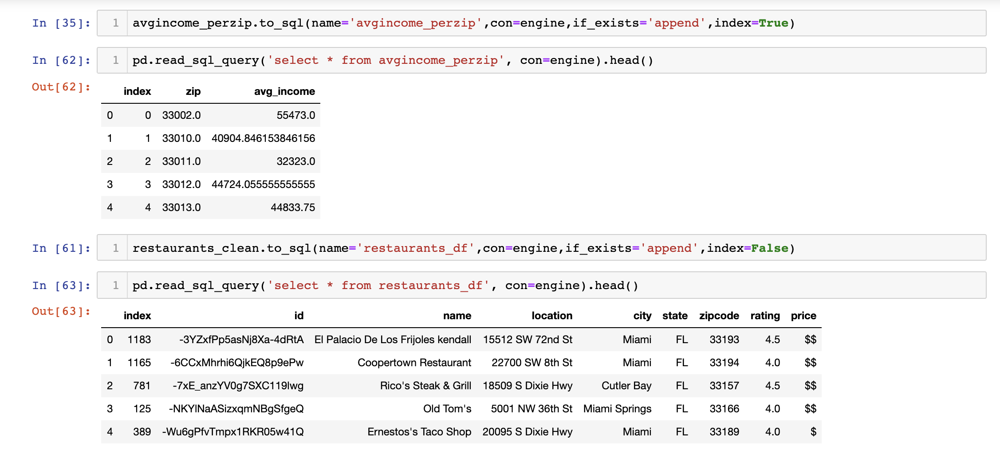 In [35]: 1 avgincome_perzip.to_sql(name='avgincome_perzip',con=engine,if_exists='append',index=True)
In [62]: 1 pd.read_sql_query('select * from avgincome_perzip', con=engine).head()
Out[62]:
index zip avg_income
0 0 33002.0 55473.0
1 1 33010.0 40904.846153846156
2 2 33011.0 32323.0
3 3 33012.0 44724.055555555555
4 4 33013.0 44833.75
In [61]: 1 restaurants_clean.to_sql(name='restaurants_df',con=engine,if_exists='append',index=False)
In [63]: 1 pd.read_sql_query('select * from restaurants_df', con=engine).head()
Out[63]:
index id name location city state zipcode rating price
0 1183 -3YZxfPp5asNj8Xa-4dRtA El Palacio De Los Frijoles kendall 15512 SW 72nd St Miami FL 33193 4.5 $$
1 1165 -6CCxMhrhi6QjkEQ8p9ePw Coopertown Restaurant 22700 SW 8th St Miami FL 33194 4.0 $$
2 781 -7xE_anzYV0g7SXC119lwg Rico's Steak & Grill 18509 S Dixie Hwy Cutler Bay FL 33157 4.5 $$
3 125 -NKYlNaASizxqmNBgSfgeQ Old Tom's 5001 NW 36th St Miami Springs FL 33166 4.0 $$
4 389 -Wu6gPfvTmpx1RKR05w41Q Ernestos's Taco Shop 20095 S Dixie Hwy Miami FL 33189 4.0 $